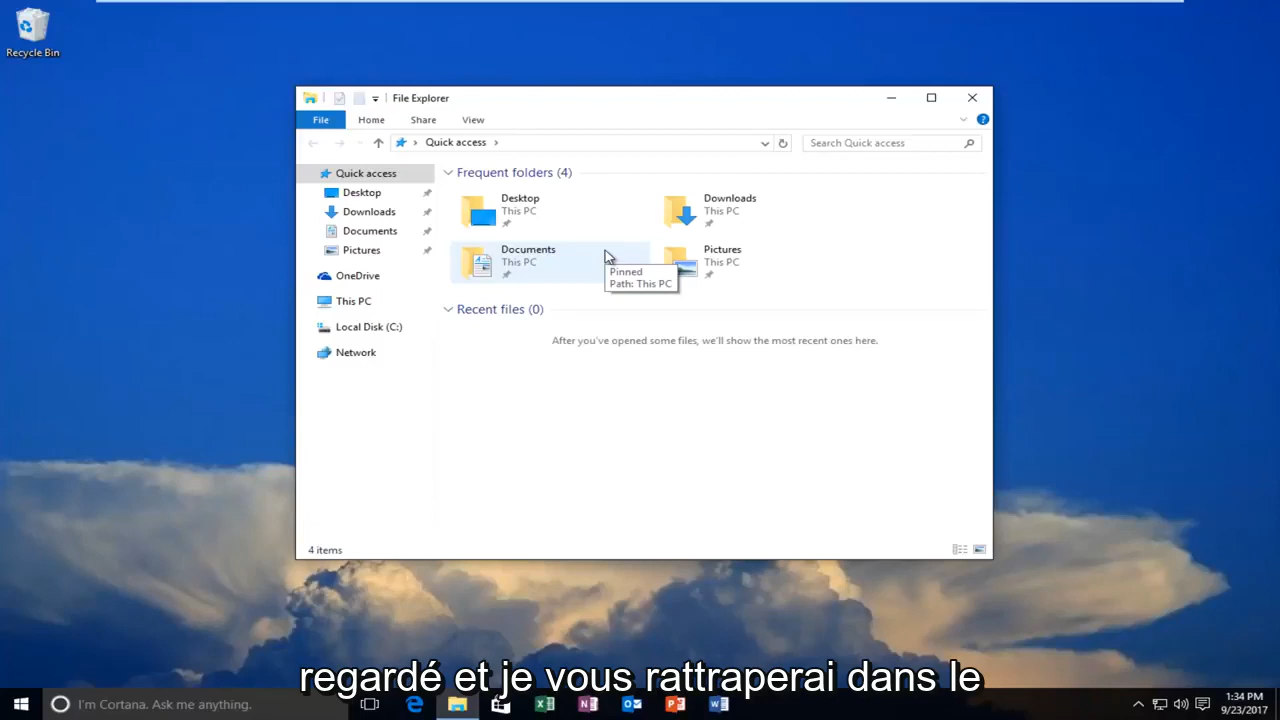 Recycle Bin
File Explorer
File Home Share View
Quick access
Search Quick access
Quick access
Desktop
Downloads
Documents
Pictures
OneDrive
This PC
Local Disk (C:)
Network
Frequent folders (4)
Desktop
This PC
Downloads
This PC
Documents
This PC
Pictures
This PC
Pinned
Path: This PC
Recent files (0)
After you've opened some files, we'll show the most recent ones here.
4 items
regardé et je vous rattraperai dans le
I'm Cortana. Ask me anything.
1:34 PM
9/23/2017